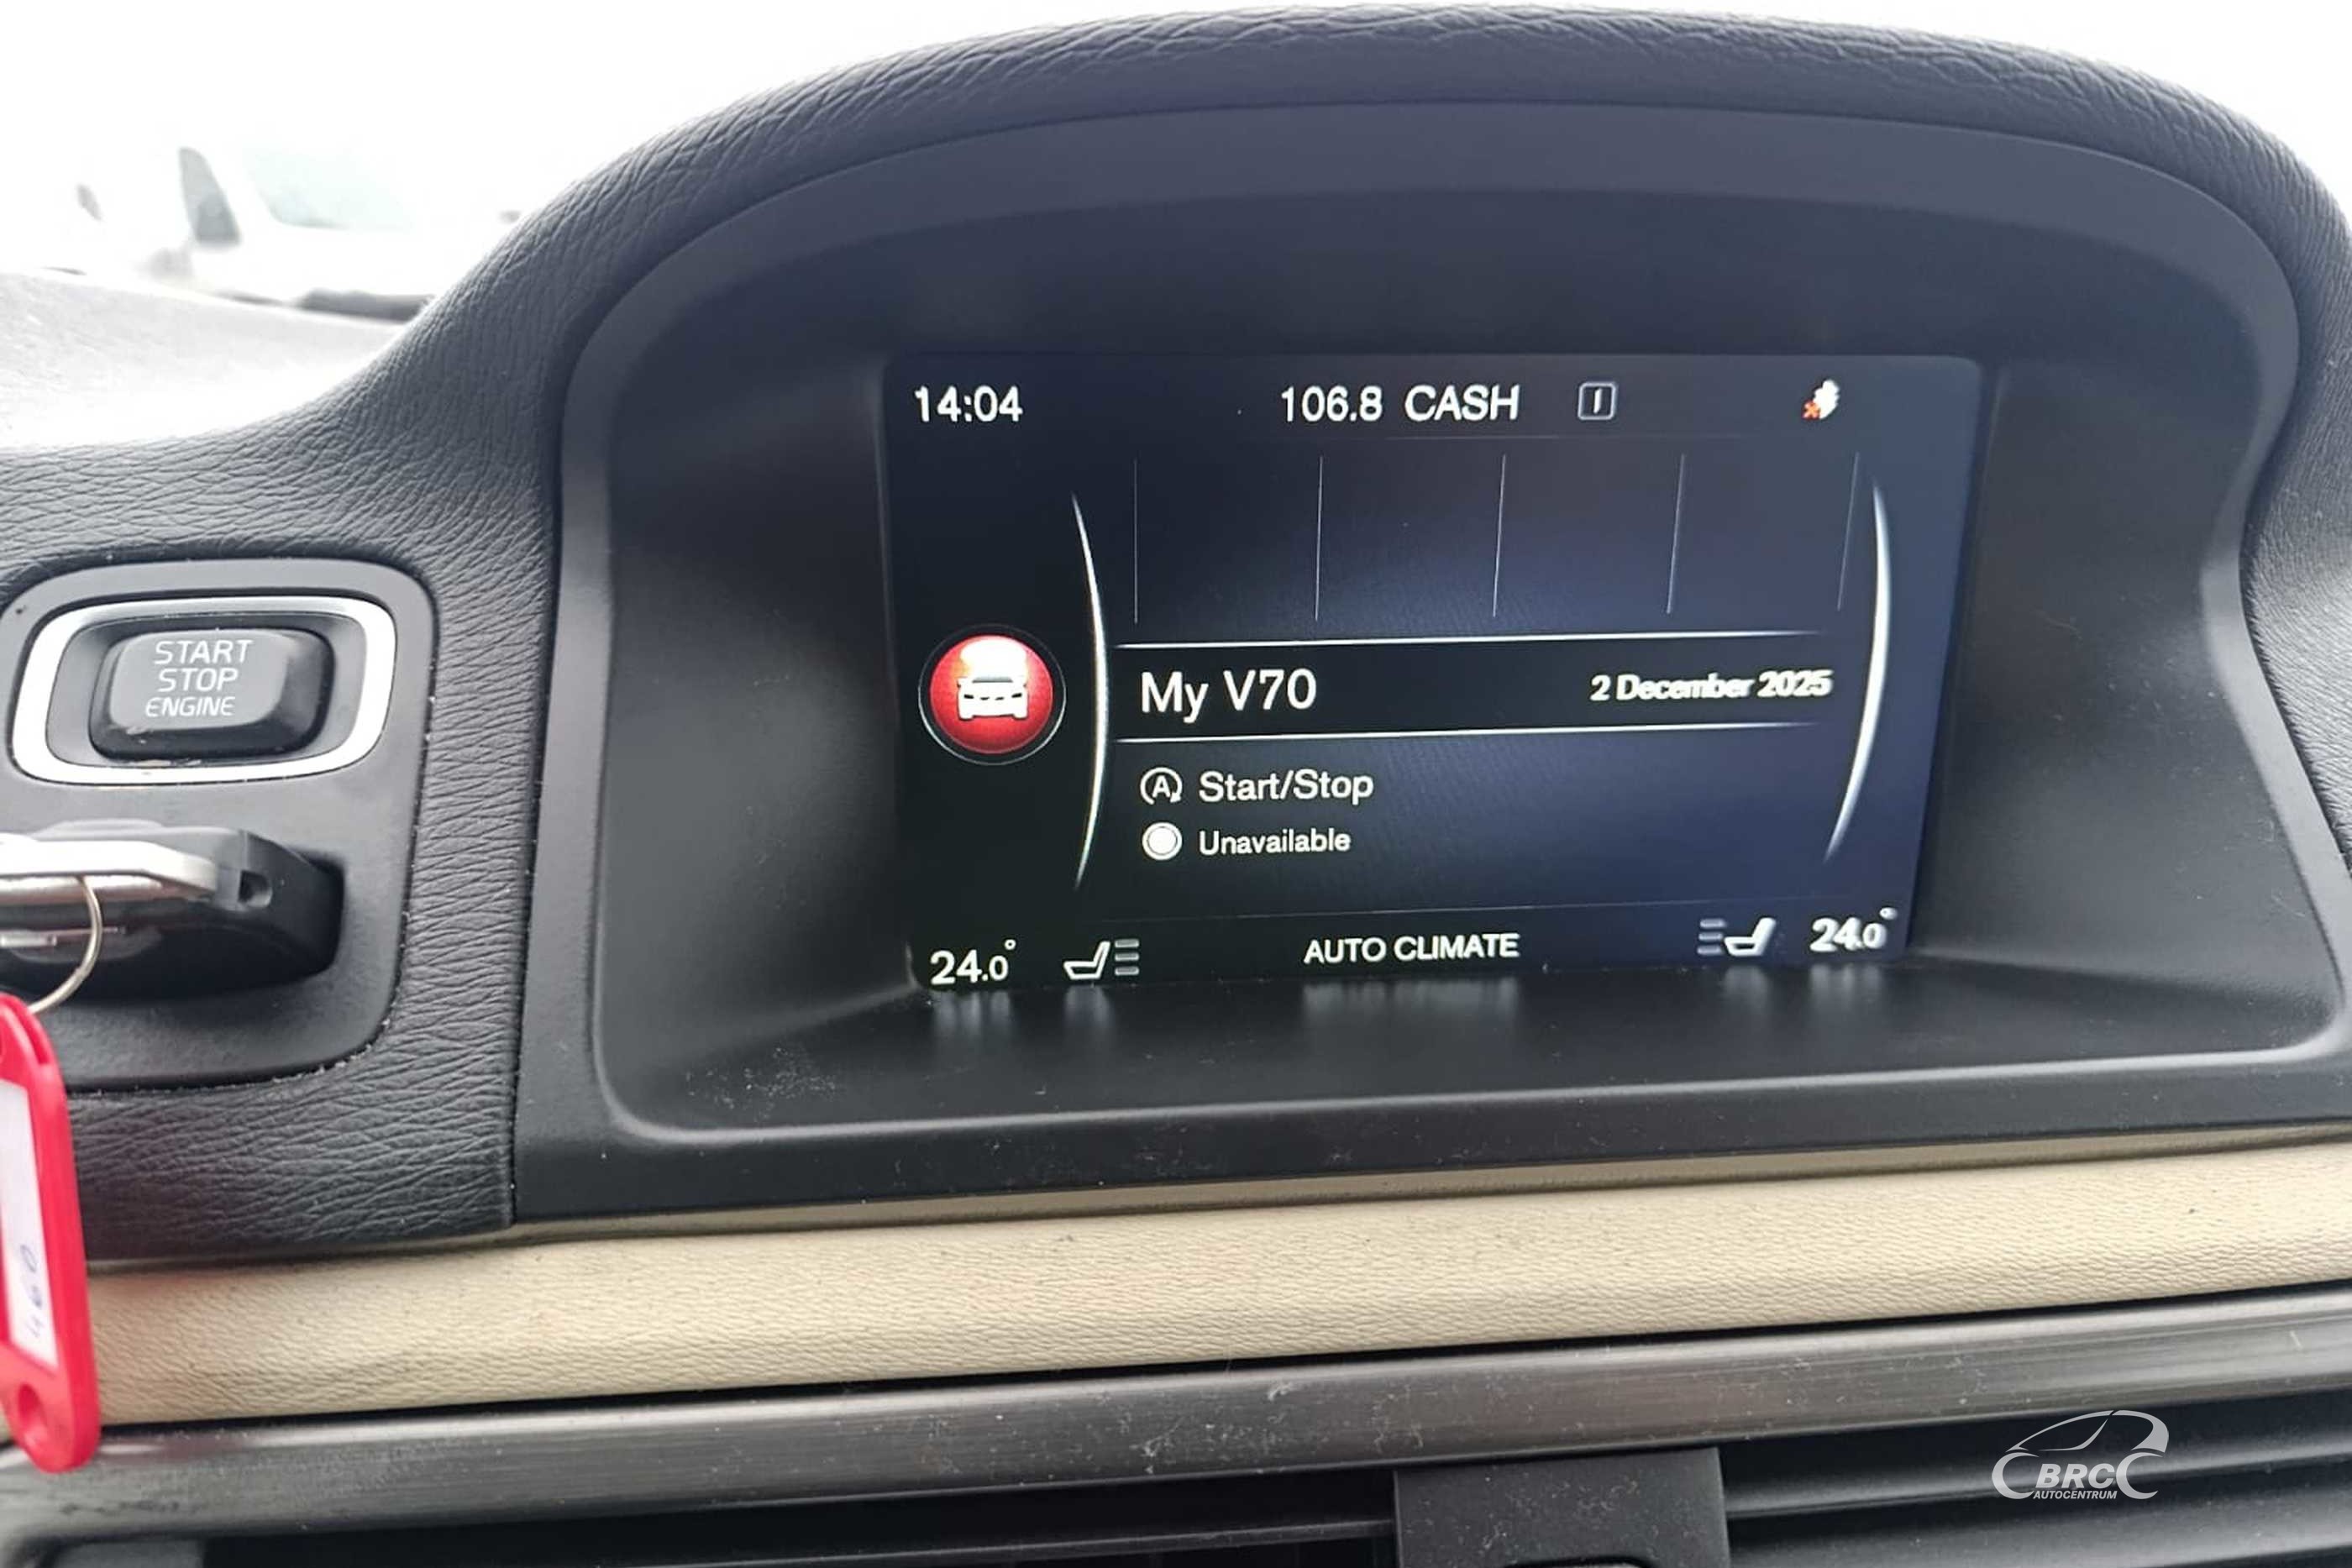 14:04
106.8 CASH
I
START
STOP
ENGINE
My V70
2 December 2025
A Start/Stop
Unavailable
24.0°
AUTO CLIMATE
24.0°
460
BRC
AUTOCENTRUM